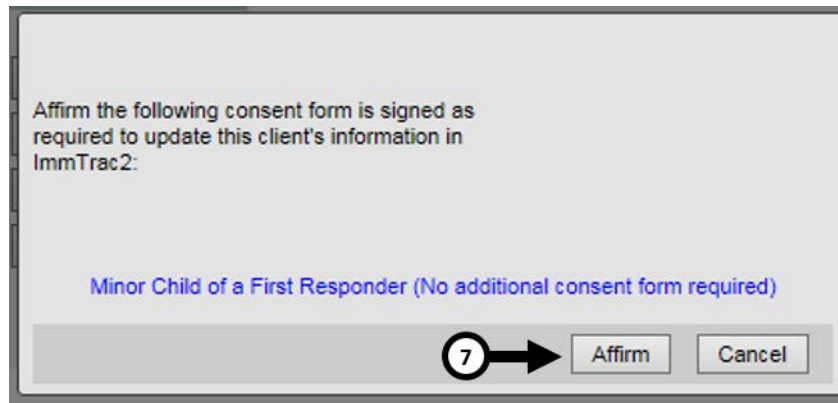 Affirm the following consent form is signed as
required to update this client's information in
ImmTrac2:
Minor Child of a First Responder (No additional consent form required)
7 Affirm Cancel